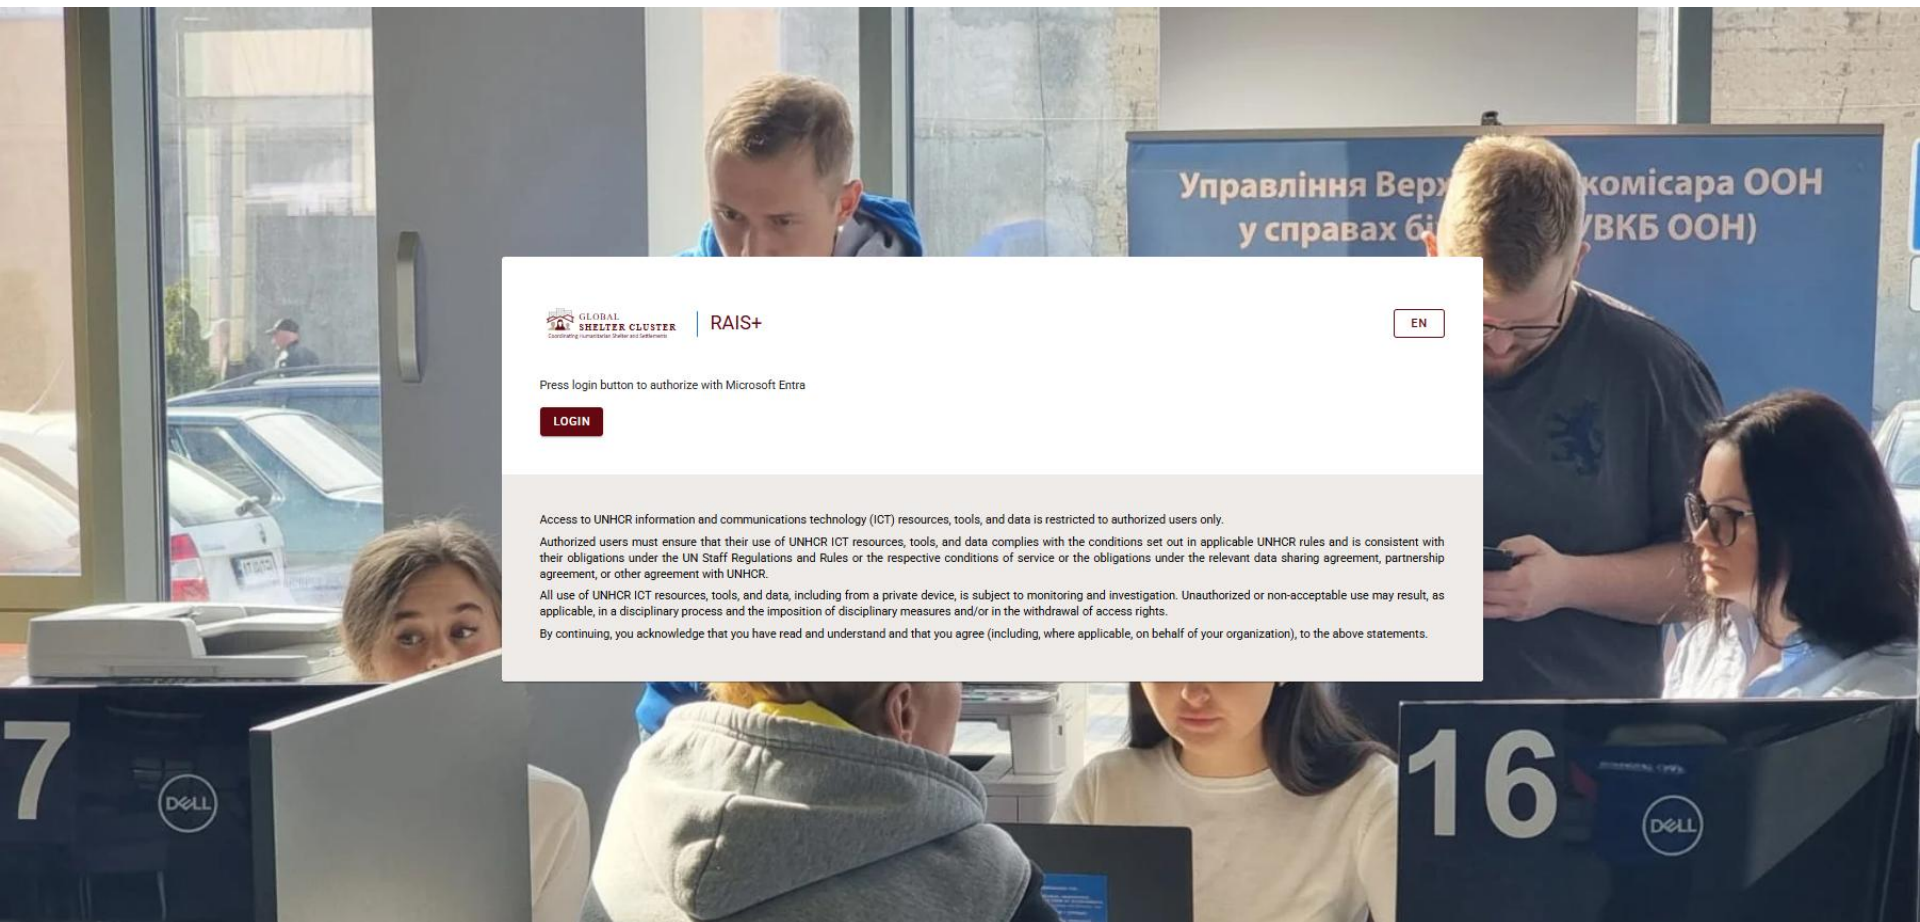 Управління Верх комісара ООН
у справах бі УВКБ ООН)
GLOBAL
SHELTER CLUSTER
Coordinating Humanitarian Shelter and Settlements
RAIS+
EN
Press login button to authorize with Microsoft Entra
LOGIN
Access to UNHCR information and communications technology (ICT) resources, tools, and data is restricted to authorized users only.
Authorized users must ensure that their use of UNHCR ICT resources, tools, and data complies with the conditions set out in applicable UNHCR rules and is consistent with
their obligations under the UN Staff Regulations and Rules or the respective conditions of service or the obligations under the relevant data sharing agreement, partnership
agreement, or other agreement with UNHCR.
All use of UNHCR ICT resources, tools, and data, including from a private device, is subject to monitoring and investigation. Unauthorized or non-acceptable use may result, as
applicable, in a disciplinary process and the imposition of disciplinary measures and/or in the withdrawal of access rights.
By continuing, you acknowledge that you have read and understand and that you agree (including, where applicable, on behalf of your organization), to the above statements.
7
DELL
16
DELL